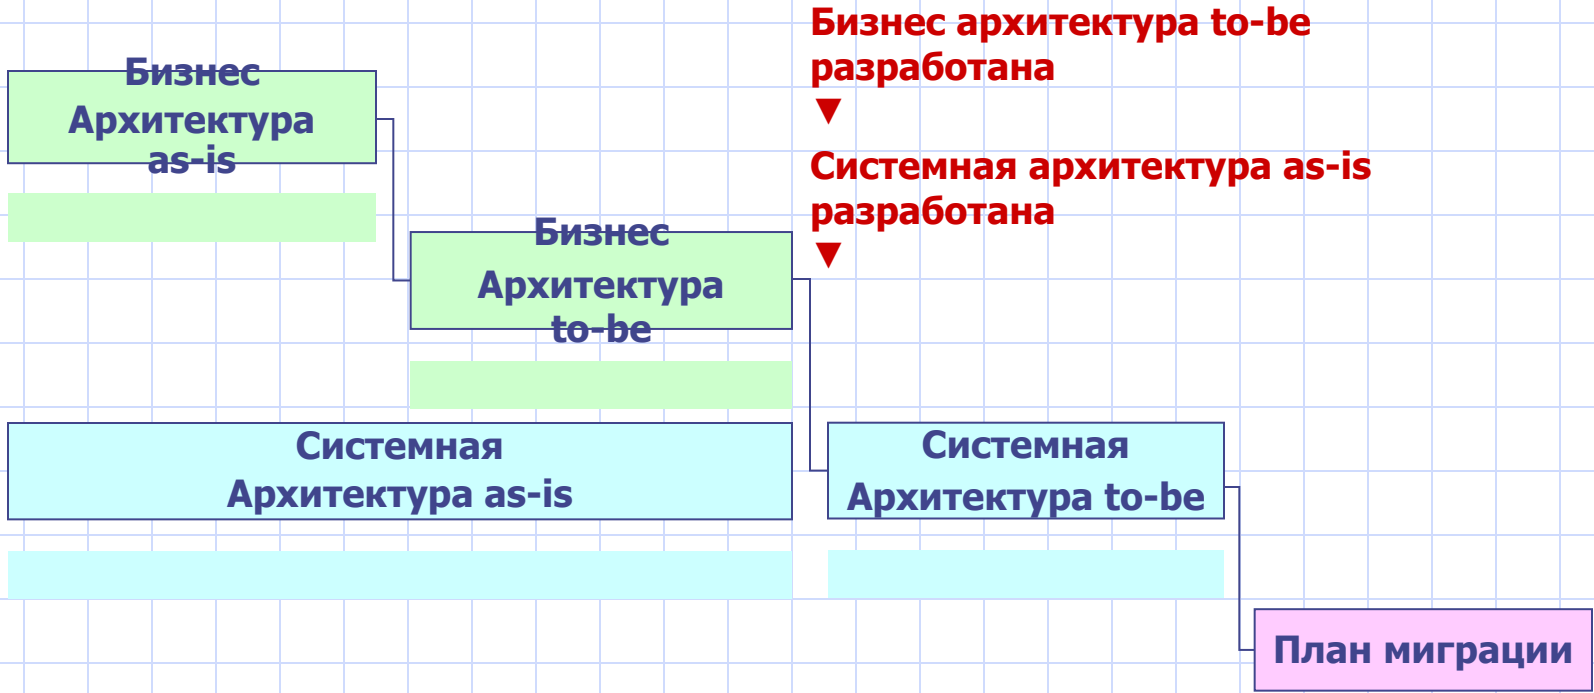 Бизнес архитектура to-be
разработана
Бизнес
Архитектура
as-is
Системная архитектура as-is
разработана
Бизнес
Архитектура
to-be
Системная
Архитектура as-is
Системная
Архитектура to-be
План миграции